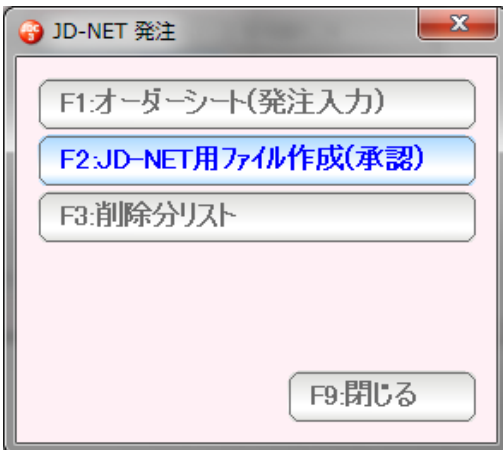 JD-NET 発注
F1:オーダーシート(発注入力)
F2:JD-NET用ファイル作成(承認)
F3:削除分リスト
F9:閉じる